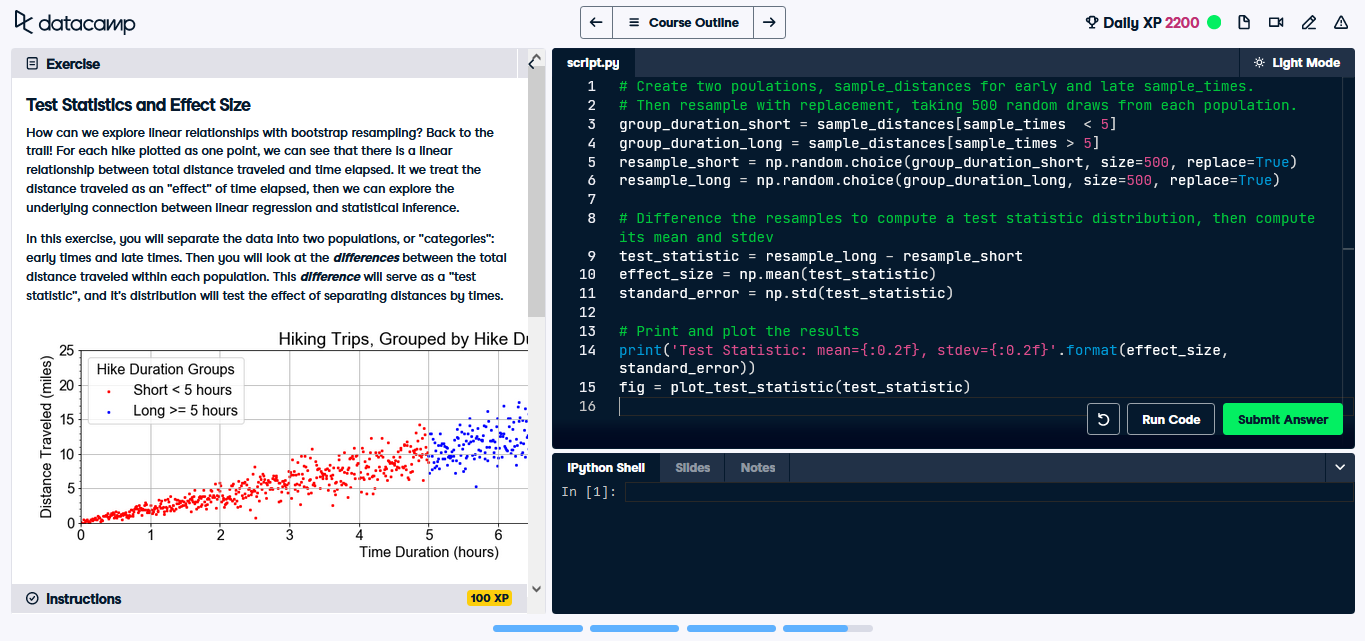 datacamp
Course Outline
Daily XP 2200
Exercise
Test Statistics and Effect Size
How can we explore linear relationships with bootstrap resampling? Back to the
trail! For each hike plotted as one point, we can see that there is a linear
relationship between total distance traveled and time elapsed. It we treat the
distance traveled as an "effect" of time elapsed, then we can explore the
underlying connection between linear regression and statistical inference.
In this exercise, you will separate the data into two populations, or "categories":
early times and late times. Then you will look at the differences between the total
distance traveled within each population. This difference will serve as a "test
statistic", and it's distribution will test the effect of separating distances by times.
Hiking Trips, Grouped by Hike Du
25
20
15
10
5
0
Distance Traveled (miles)
Hike Duration Groups
Short < 5 hours
Long >= 5 hours
0 1 2 3 4 5 6
Time Duration (hours)
Instructions
100 XP
script.py
Light Mode
1 # Create two poulations, sample_distances for early and late sample_times.
2 # Then resample with replacement, taking 500 random draws from each population.
3 group_duration_short = sample_distances[sample_times  < 5]
4 group_duration_long = sample_distances[sample_times > 5]
5 resample_short = np.random.choice(group_duration_short, size=500, replace=True)
6 resample_long = np.random.choice(group_duration_long, size=500, replace=True)
7
8 # Difference the resamples to compute a test statistic distribution, then compute
its mean and stdev
9 test_statistic = resample_long - resample_short
10 effect_size = np.mean(test_statistic)
11 standard_error = np.std(test_statistic)
12
13 # Print and plot the results
14 print('Test Statistic: mean={:0.2f}, stdev={:0.2f}'.format(effect_size,
standard_error))
15 fig = plot_test_statistic(test_statistic)
16
Run Code
Submit Answer
IPython Shell
Slides
Notes
In [1]: